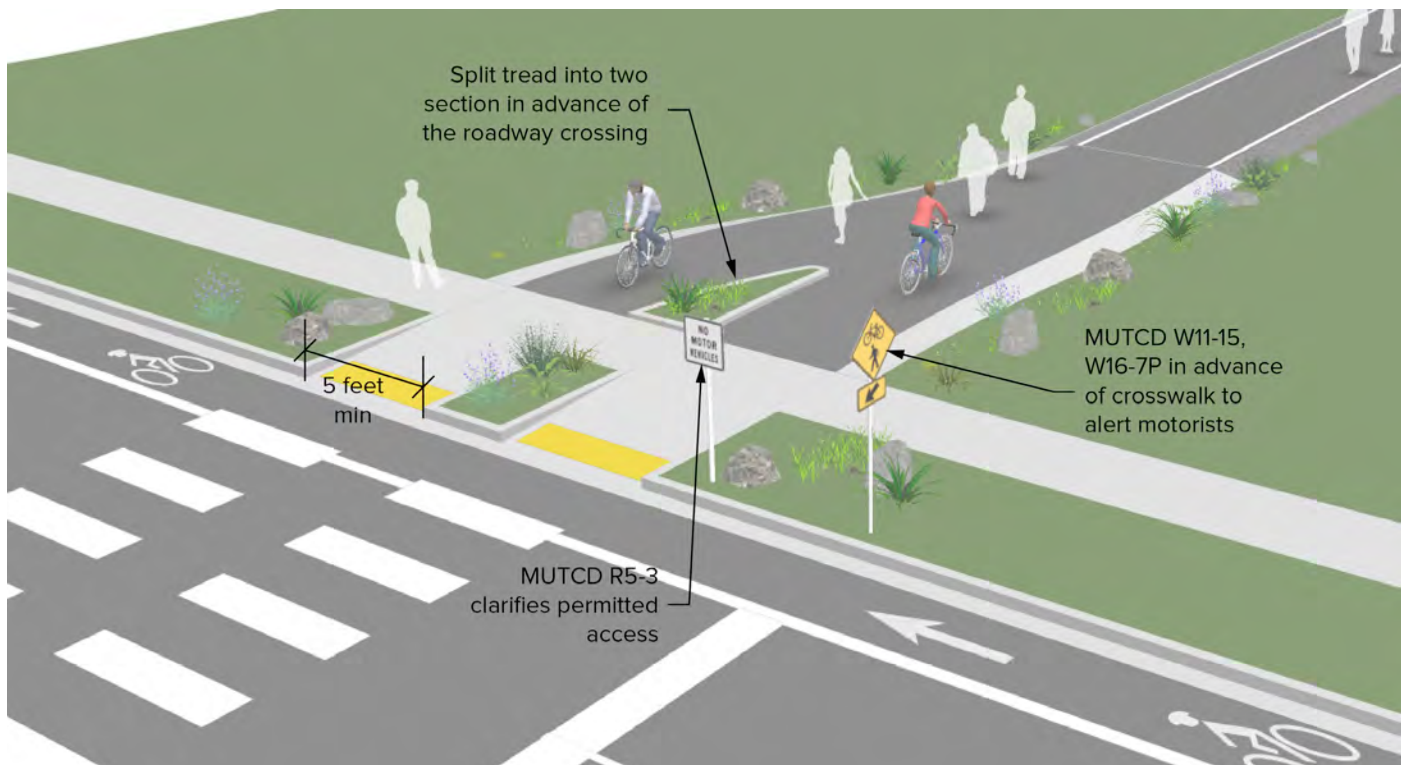 Split tread into two
section in advance of
the roadway crossing
NO
MOTOR
VEHICLES
MUTCD W11-15,
W16-7P in advance
of crosswalk to
alert motorists
5 feet
min
MUTCD R5-3
clarifies permitted
access